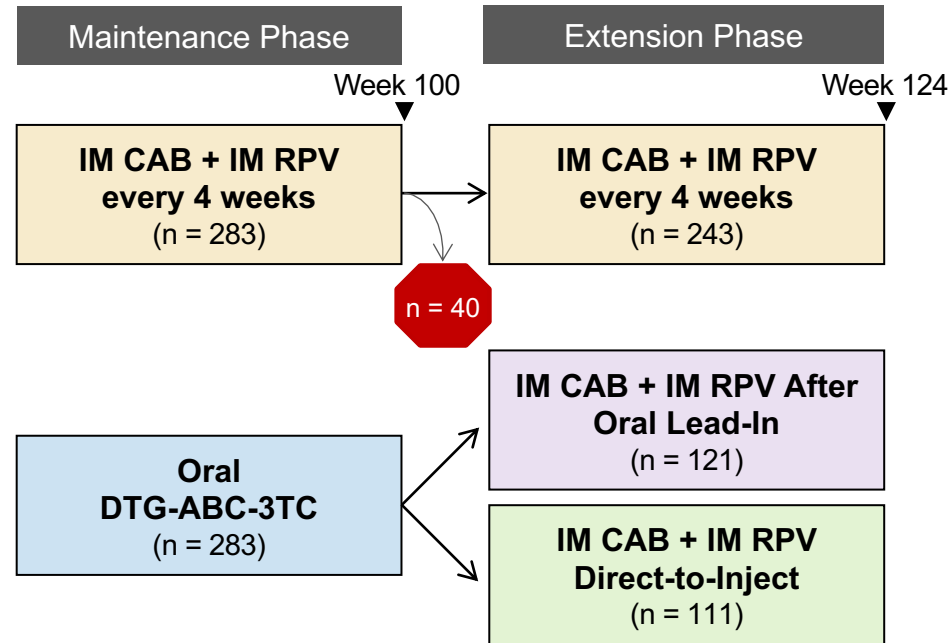 Maintenance Phase
Extension Phase
Week 100
Week 124
IM CAB + IM RPV
every 4 weeks
(n = 283)
IM CAB + IM RPV
every 4 weeks
(n = 243)
n = 40
IM CAB + IM RPV After
Oral Lead-In
(n = 121)
Oral
DTG-ABC-3TC
(n = 283)
IM CAB + IM RPV
Direct-to-Inject
(n = 111)